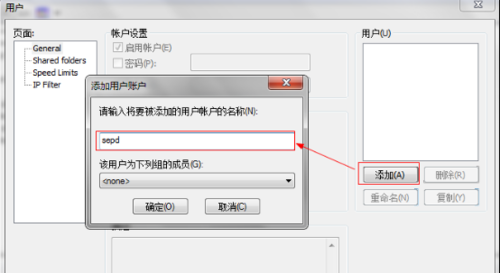 用户
页面:
General
Shared folders
Speed Limits
IP Filter
帐户设置
启用帐户(E)
密码(P):
用户(U)
添加(A)
删除(R)
重命名(N)
复制(Y)
添加用户账户
请输入将要被添加的用户帐户的名称(N):
sepd
该用户为下列组的成员(G):
<none>
确定(O)
取消(C)